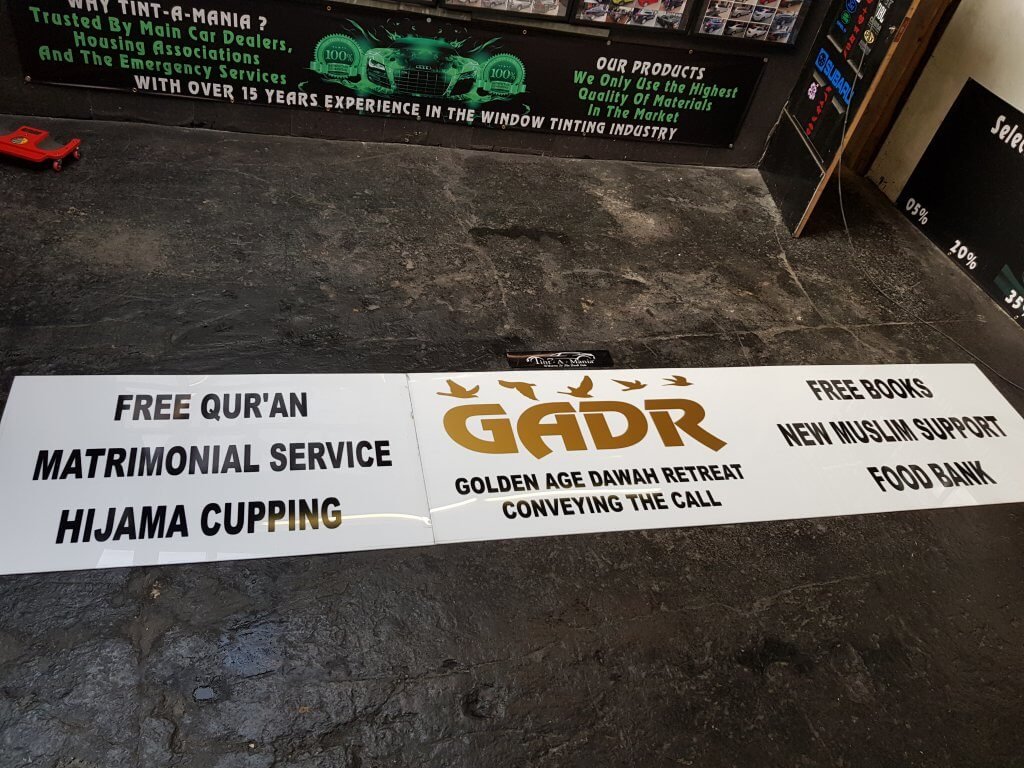 WHY TINT-A-MANIA ?
Trusted By Main Car Dealers,
Housing Associations
And The Emergency Services
100%
100%
OUR PRODUCTS
We Only Use the Highest
Quality Of Materials
In The Market
WITH OVER 15 YEARS EXPERIENCE IN THE WINDOW TINTING INDUSTRY
SUBARU
05%
20%
35%
Tint-A-Mania
FREE QUR'AN
MATRIMONIAL SERVICE
HIJAMA CUPPING
GADR
GOLDEN AGE DAWAH RETREAT
CONVEYING THE CALL
FREE BOOKS
NEW MUSLIM SUPPORT
FOOD BANK